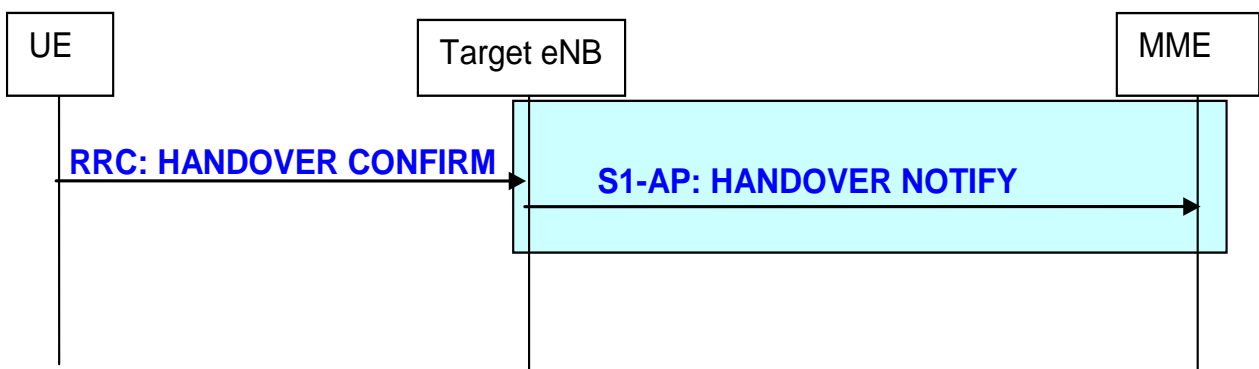 UE
Target eNB
MME
RRC: HANDOVER CONFIRM
S1-AP: HANDOVER NOTIFY